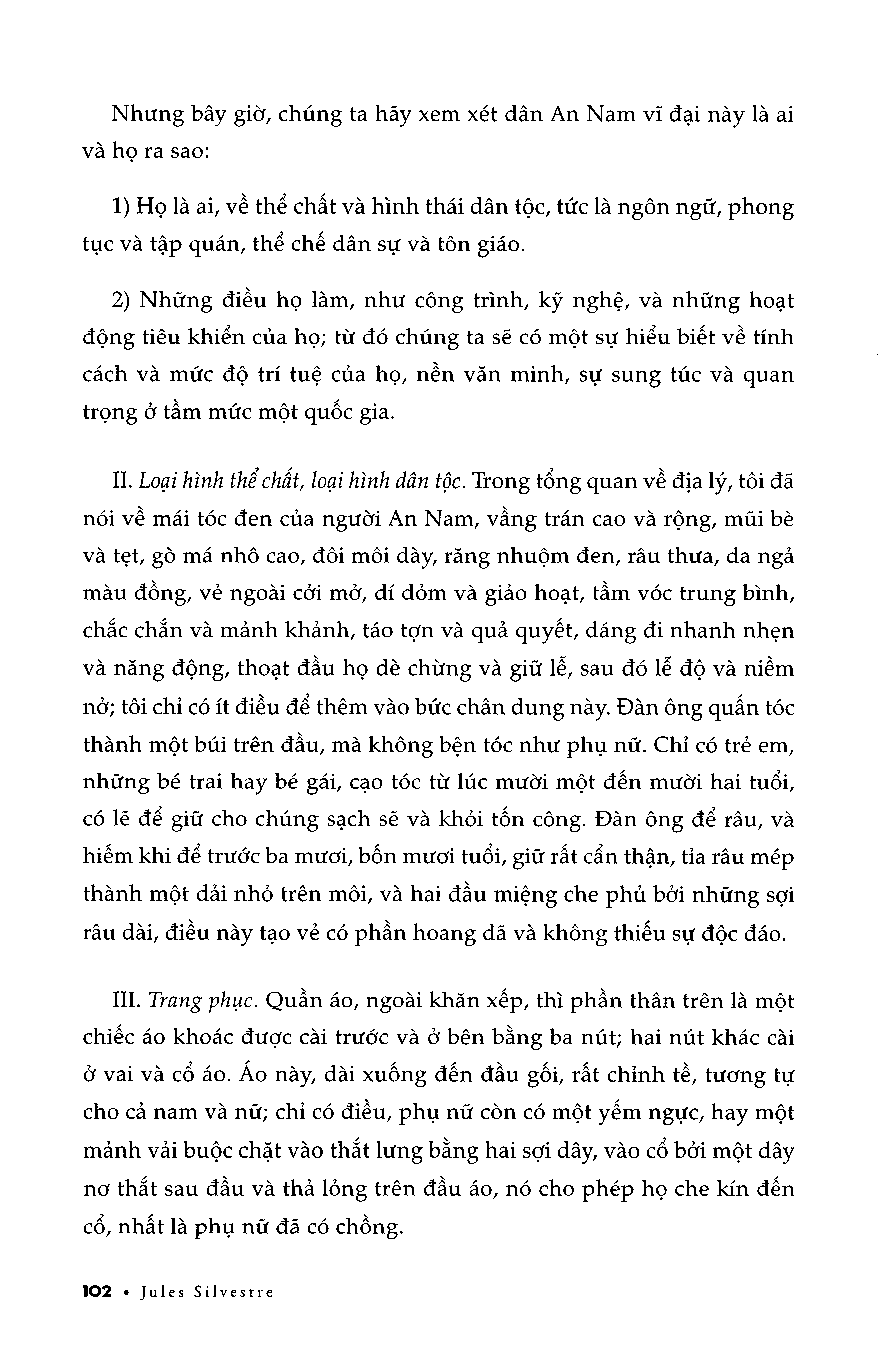 Nhưng bây giờ, chúng ta hãy xem xét dân An Nam vĩ đại này là ai
và họ ra sao:
1) Họ là ai, về thể chất và hình thái dân tộc, tức là ngôn ngữ, phong
tục và tập quán, thể chế dân sự và tôn giáo.
2) Những điều họ làm, như công trình, kỹ nghệ, và những hoạt
động tiêu khiển của họ; từ đó chúng ta sẽ có một sự hiểu biết về tính
cách và mức độ trí tuệ của họ, nền văn minh, sự sung túc và quan
trọng ở tầm mức một quốc gia.
II. Loại hình thể chất, loại hình dân tộc. Trong tổng quan về địa lý, tôi đã
nói về mái tóc đen của người An Nam, vầng trán cao và rộng, mũi bè
và tẹt, gò má nhô cao, đôi môi dày, răng nhuộm đen, râu thưa, da ngả
màu đồng, vẻ ngoài cởi mở, dí dỏm và giảo hoạt, tầm vóc trung bình,
chắc chắn và mảnh khảnh, táo tợn và quả quyết, dáng đi nhanh nhẹn
và năng động, thoạt đầu họ dè chừng và giữ lễ, sau đó lễ độ và niềm
nở; tôi chỉ có ít điều để thêm vào bức chân dung này. Đàn ông quấn tóc
thành một búi trên đầu, mà không bện tóc như phụ nữ. Chỉ có trẻ em,
những bé trai hay bé gái, cạo tóc từ lúc mười một đến mười hai tuổi,
có lẽ để giữ cho chúng sạch sẽ và khỏi tốn công. Đàn ông để râu, và
hiếm khi để trước ba mươi, bốn mươi tuổi, giữ rất cẩn thận, tỉa râu mép
thành một dải nhỏ trên môi, và hai đầu miệng che phủ bởi những sợi
râu dài, điều này tạo vẻ có phần hoang dã và không thiếu sự độc đáo.
III. Trang phục. Quần áo, ngoài khăn xếp, thì phần thân trên là một
chiếc áo khoác được cài trước và ở bên bằng ba nút; hai nút khác cài
ở vai và cổ áo. Áo này, dài xuống đến đầu gối, rất chỉnh tề, tương tự
cho cả nam và nữ; chỉ có điều, phụ nữ còn có một yếm ngực, hay một
mảnh vải buộc chặt vào thắt lưng bằng hai sợi dây, vào cổ bởi một dây
nơ thắt sau đầu và thả lỏng trên đầu áo, nó cho phép họ che kín đến
cổ, nhất là phụ nữ đã có chồng.
102 • Jules Silvestre